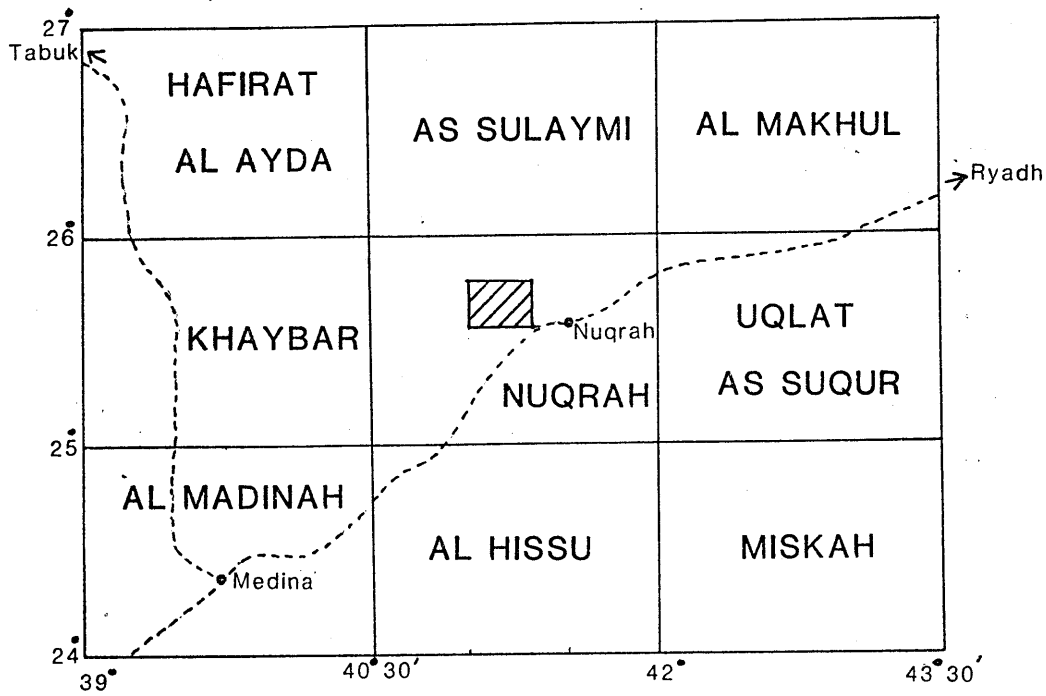 27°
Tabuk
HAFIRAT
AL AYDA
AS SULAYMI
AL MAKHUL
Ryadh
26°
KHAYBAR
Nuqrah
NUQRAH
UQLAT
AS SUQUR
25°
AL MADINAH
Medina
AL HISSU
MISKAH
24°
39°
40°30'
42°
43°30'